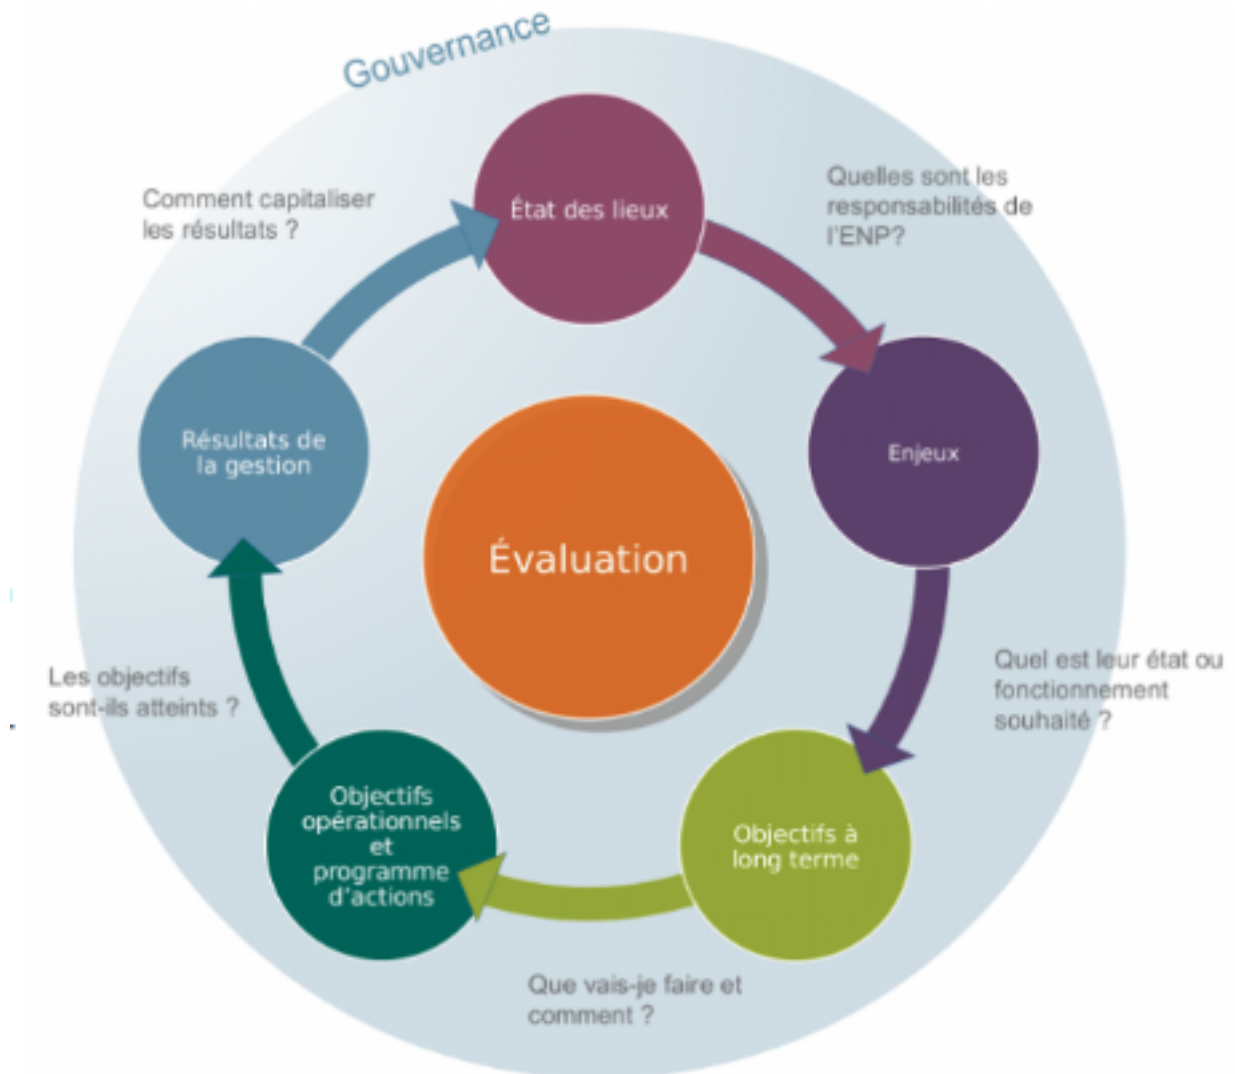 Gouvernance
État des lieux
Quelles sont les
responsabilités de
l'ENP?
Enjeux
Quel est leur état ou
fonctionnement
souhaité ?
Objectifs à
long terme
Que vais-je faire et
comment ?
Objectifs
opérationnels
et
programme
d'actions
Les objectifs
sont-ils atteints ?
Résultats de
la gestion
Comment capitaliser
les résultats ?
Évaluation